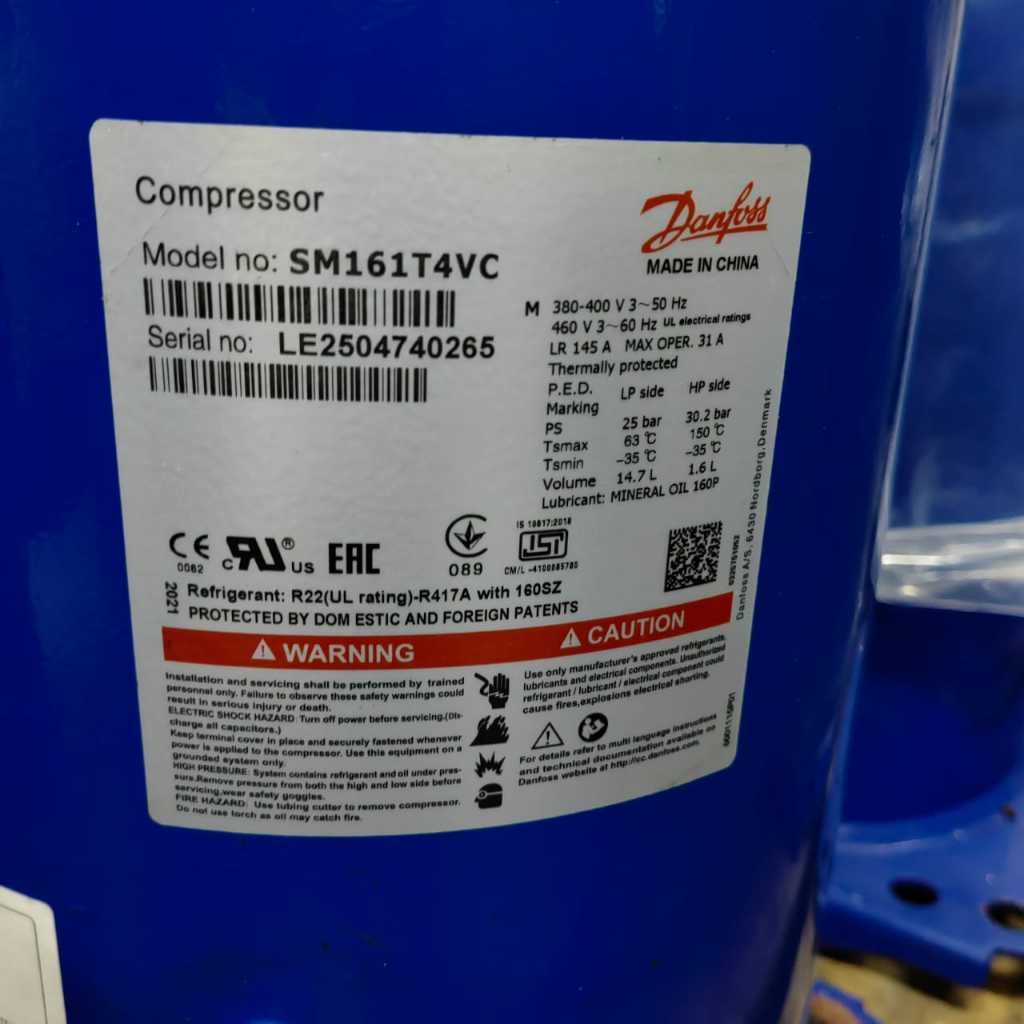 Compressor
Danfoss
MADE IN CHINA
Model no: SM161T4VC
Serial no: LE2504740265
M 380-400 V 3~50 Hz
460 V 3~60 Hz UL electrical ratings
LR 145 A MAX OPER. 31 A
Thermally protected
P.E.D. LP side HP side
Marking
PS 25 bar 30.2 bar
Tsmax 63 ℃ 150 ℃
Tsmin -35 ℃ -35 ℃
Volume 14.7 L 1.6 L
Lubricant: MINERAL OIL 160P
Danfoss A/S, 6430 Nordborg, Denmark
CE
0062
c RU ® US
EAC
089
IS 10617:2018
ISI
CM/L -4100085780
2021
Refrigerant: R22(UL rating)-R417A with 160SZ
PROTECTED BY DOM ESTIC AND FOREIGN PATENTS
WARNING
CAUTION
Installation and servicing shall be performed by trained
personnel only. Failure to observe these safety warnings could
result in serious injury or death.
ELECTRIC SHOCK HAZARD: Turn off power before servicing.(Dis-
charge all capacitors.)
Keep terminal cover in place and securely fastened whenever
power is applied to the compressor. Use this equipment on a
grounded system only.
HIGH PRESSURE: System contains refrigerant and oil under pres-
sure.Remove pressure from both the high and low side before
servicing,wear safety goggles.
FIRE HAZARD: Use tubing cutter to remove compressor.
Do not use torch as oil may catch fire.
Use only manufacturer's approved refrigerants,
lubricants and electrical components. Unauthorized
refrigerant / lubricant / electrical component could
cause fires,explosions electrical shorting.
For details refer to multi language instructions
and technical documentation available on
Danfoss website at http://cc.danfoss.com.